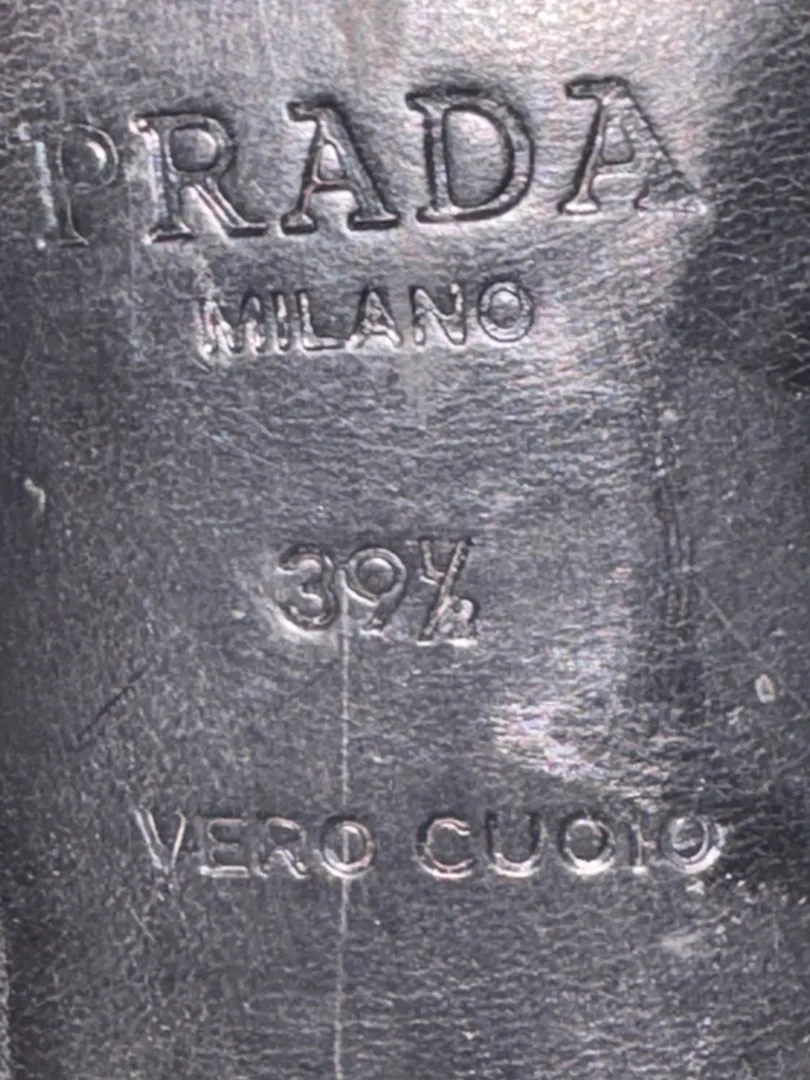 PRADA
MILANO
39½
VERO CUOIO